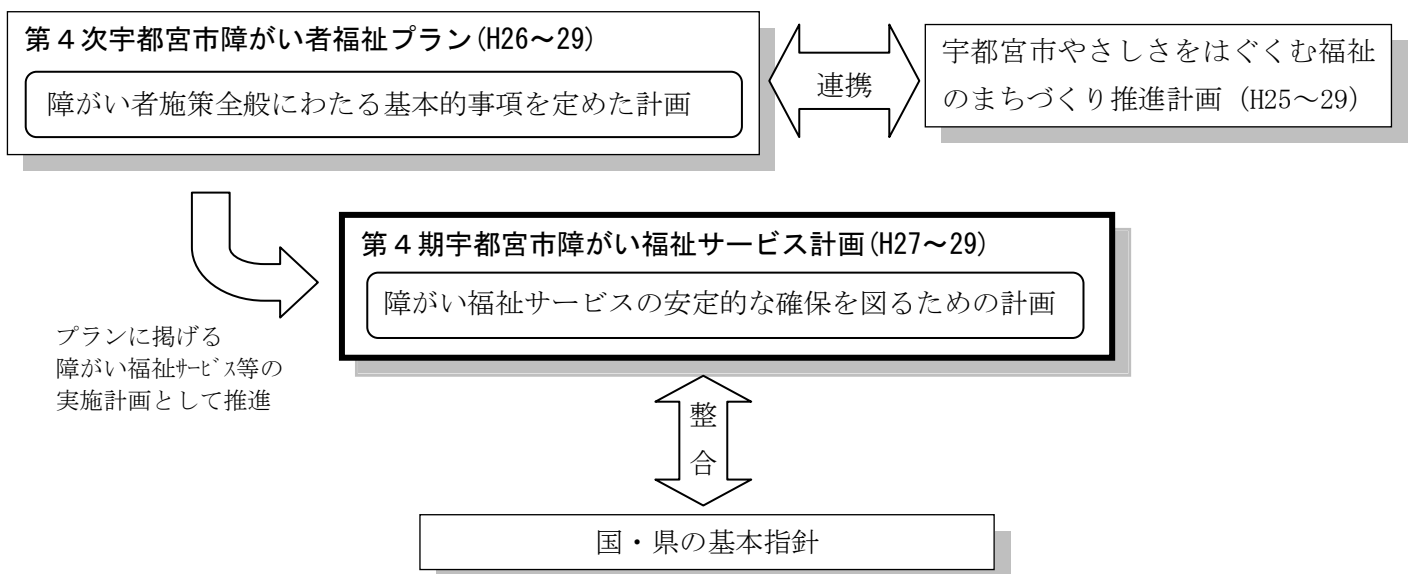 第４次宇都宮市障がい者福祉プラン(H26～29)
障がい者施策全般にわたる基本的事項を定めた計画
連携
宇都宮市やさしさをはぐくむ福祉
のまちづくり推進計画（H25～29）
第４期宇都宮市障がい福祉サービス計画(H27～29)
障がい福祉サービスの安定的な確保を図るための計画
プランに掲げる
障がい福祉ｻｰﾋﾞｽ等の
実施計画として推進
整
合
国・県の基本指針